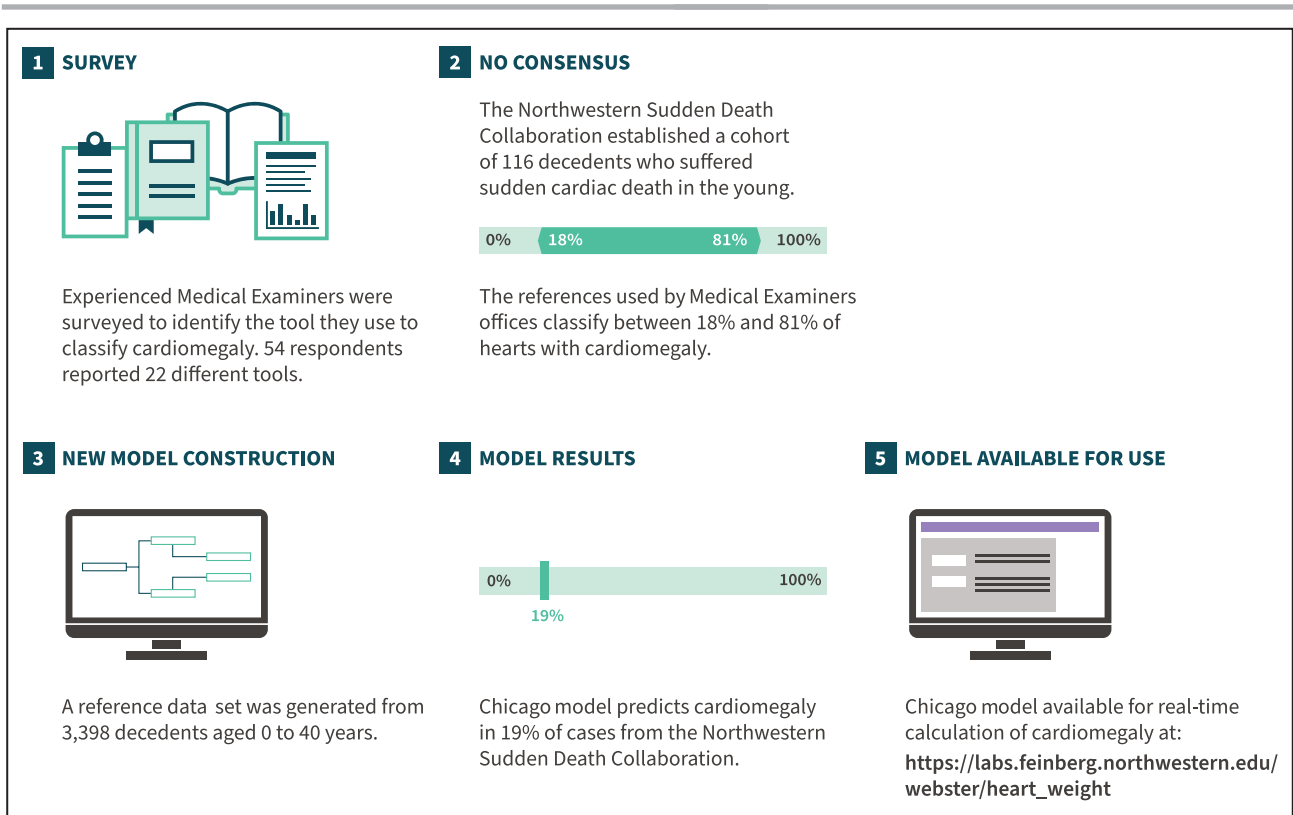 1 SURVEY
Experienced Medical Examiners were
surveyed to identify the tool they use to
classify cardiomegaly. 54 respondents
reported 22 different tools.
2 NO CONSENSUS
The Northwestern Sudden Death
Collaboration established a cohort
of 116 decedents who suffered
sudden cardiac death in the young.
0% 18% 81% 100%
The references used by Medical Examiners
offices classify between 18% and 81% of
hearts with cardiomegaly.
3 NEW MODEL CONSTRUCTION
A reference data set was generated from
3,398 decedents aged 0 to 40 years.
4 MODEL RESULTS
0% 100%
19%
Chicago model predicts cardiomegaly
in 19% of cases from the Northwestern
Sudden Death Collaboration.
5 MODEL AVAILABLE FOR USE
Chicago model available for real-time
calculation of cardiomegaly at:
https://labs.feinberg.northwestern.edu/
webster/heart_weight